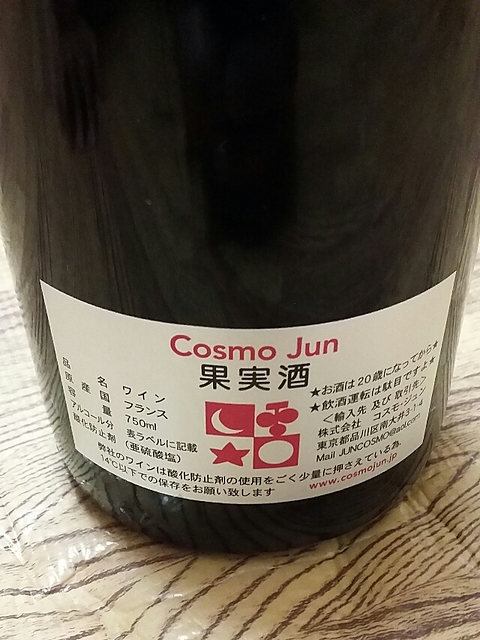 Cosmo Jun
果実酒
品名 ワイン
原産国 フランス
容量 750ml
アルコール分 表ラベルに記載
酸化防止剤 (亜硫酸塩)
弊社のワインは酸化防止剤の使用をごく少量に押さえている為、
14℃以下での保存をお願い致します
★お酒は20歳になってから★
★飲酒運転は駄目ですよ★
<輸入先 及び 取引先>
株式会社 コスモ・ジュン
東京都品川区南大井3-1-4
Mail JUNCOSMO@aol.com
www.cosmojun.jp